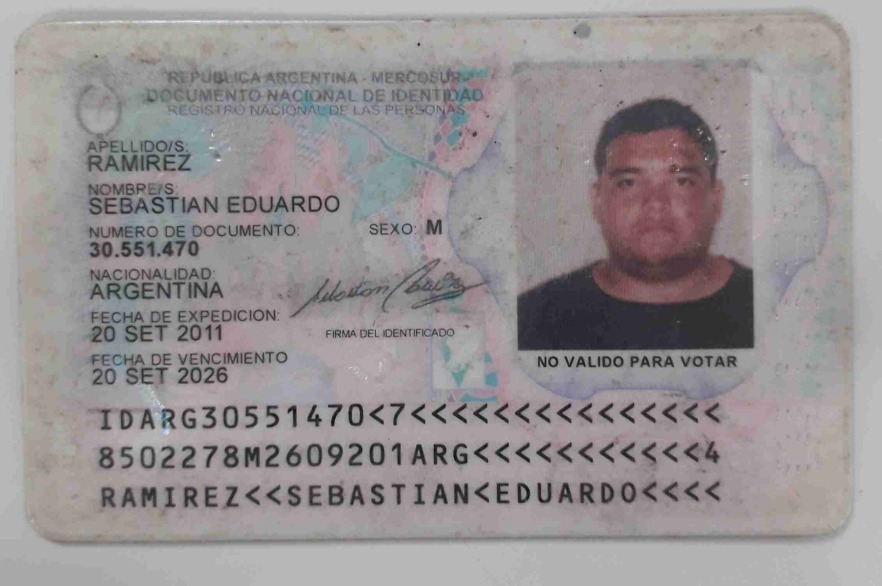 REPUBLICA ARGENTINA - MERCOSUR
DOCUMENTO NACIONAL DE IDENTIDAD
REGISTRO NACIONAL DE LAS PERSONAS
APELLIDO/S:
RAMIREZ
NOMBRE/S:
SEBASTIAN EDUARDO
NUMERO DE DOCUMENTO: SEXO: M
30.551.470
NACIONALIDAD:
ARGENTINA
FECHA DE EXPEDICION:
20 SET 2011
FIRMA DEL IDENTIFICADO
FECHA DE VENCIMIENTO
20 SET 2026
NO VALIDO PARA VOTAR
IDARG30551470<7<<<<<<<<<<<<<<<
8502278M2609201ARG<<<<<<<<<<<4
RAMIREZ<<SEBASTIAN<EDUARDO<<<<